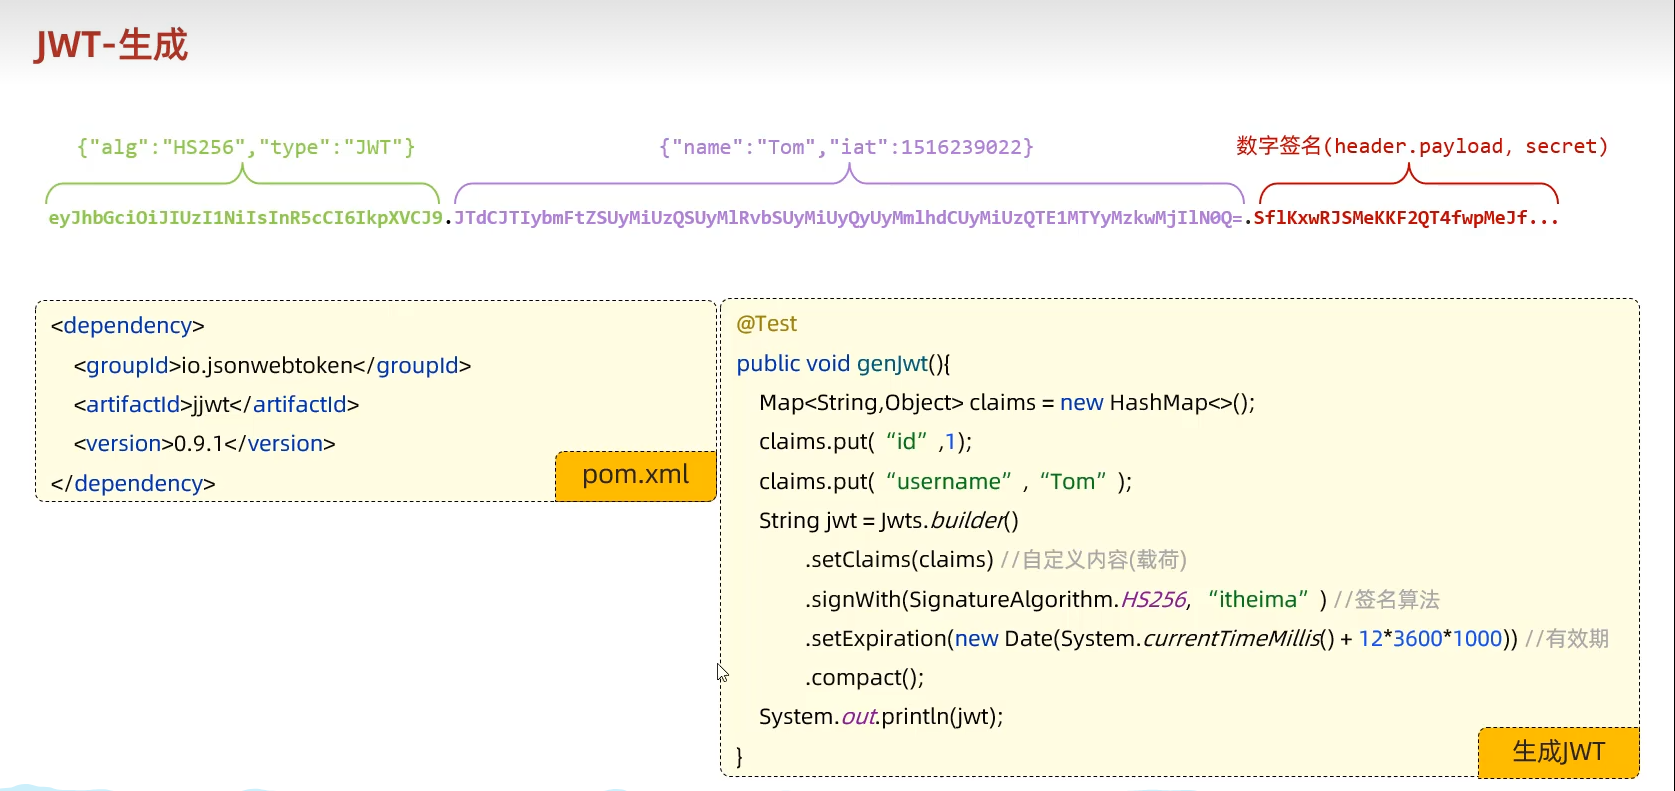 JWT-生成
{"alg":"HS256","type":"JWT"}
{"name":"Tom","iat":1516239022}
数字签名(header.payload, secret)
eyJhbGciOiJIUzI1NiIsInR5cCI6IkpXVCJ9.JTdCJTIybmFtZSUyMiUzQSUyMlRvbSUyMiUyQyUyMmlhdCUyMiUzQTE1MTYyMzkwMjIlN0Q=.SflKxwRJSMeKKF2QT4fwpMeJf...
<dependency>
<groupId>io.jsonwebtoken</groupId>
<artifactId>jjwt</artifactId>
<version>0.9.1</version>
</dependency>
pom.xml
@Test
public void genJwt(){
Map<String,Object> claims = new HashMap<>();
claims.put( “id” ,1);
claims.put( “username” , “Tom” );
String jwt = Jwts.builder()
.setClaims(claims) //自定义内容(载荷)
.signWith(SignatureAlgorithm.HS256, “itheima” ) //签名算法
.setExpiration(new Date(System.currentTimeMillis() + 12*3600*1000)) //有效期
.compact();
System.out.println(jwt);
}
生成JWT